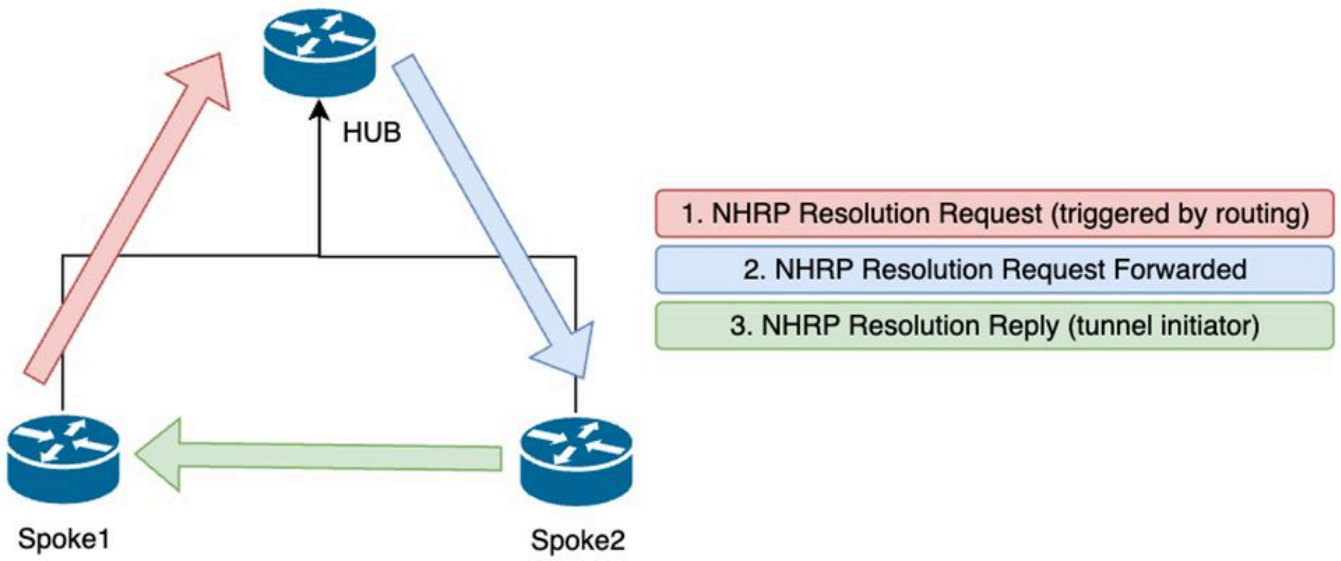 HUB
1. NHRP Resolution Request (triggered by routing)
2. NHRP Resolution Request Forwarded
3. NHRP Resolution Reply (tunnel initiator)
Spoke1
Spoke2